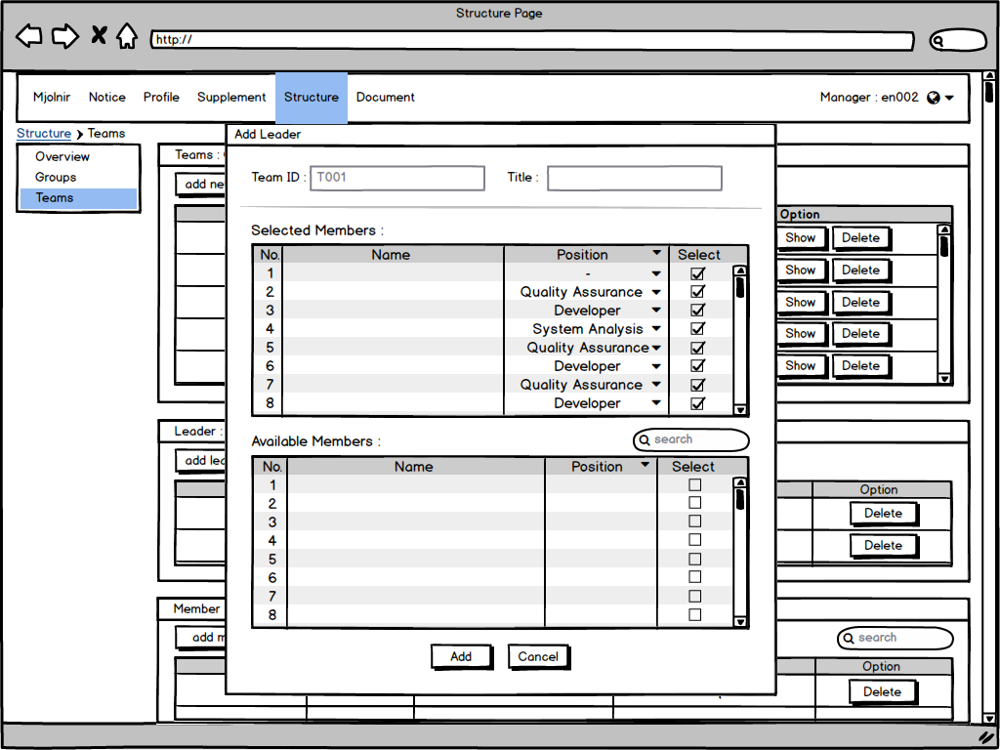 Structure Page
http://
Mjolnir Notice Profile Supplement Structure Document Manager : en002
Structure Teams
Overview
Groups
Teams
Teams :
add
Option
Show Delete
Show Delete
Show Delete
Show Delete
Show Delete
Leader :
add
Option
Delete
Delete
Member
add
search
Option
Delete
Add Leader
Team ID : T001 Title :
Selected Members :
No. Name Position Select
1 -
2 Quality Assurance
3 Developer
4 System Analysis
5 Quality Assurance
6 Developer
7 Quality Assurance
8 Developer
Available Members : search
No. Name Position Select
1
2
3
4
5
6
7
8
Add Cancel